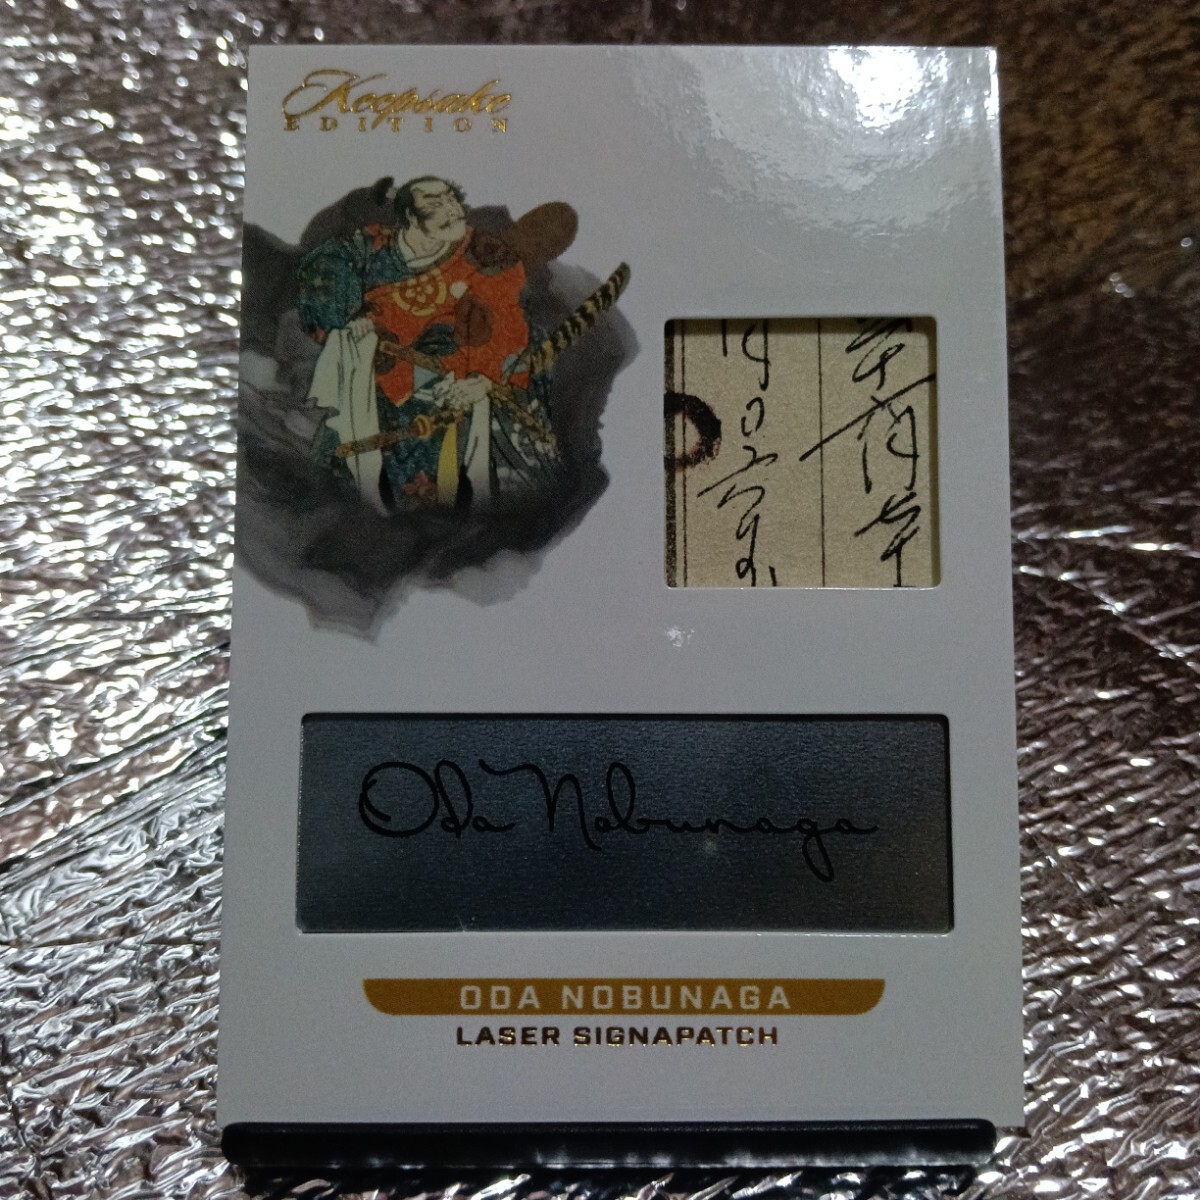 Keepsake
EDITION
Oda Nobunaga
ODA NOBUNAGA
LASER SIGNAPATCH